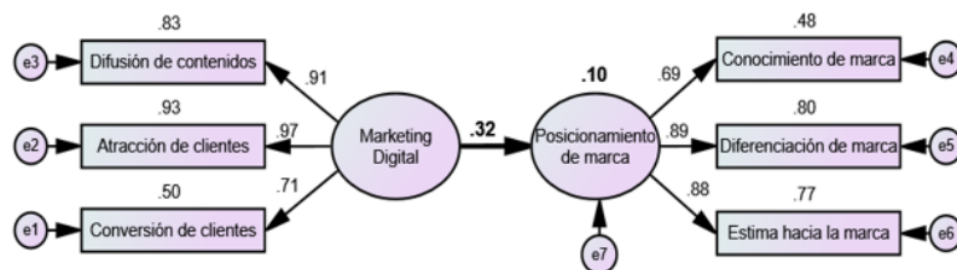 .83
e3
Difusión de contenidos
.91
.93
e2
Atracción de clientes
.97
.50
e1
Conversión de clientes
.71
Marketing
Digital
.32
.10
Posicionamiento
de marca
e7
.48
.69
Conocimiento de marca
e4
.80
.89
Diferenciación de marca
e5
.77
.88
Estima hacia la marca
e6